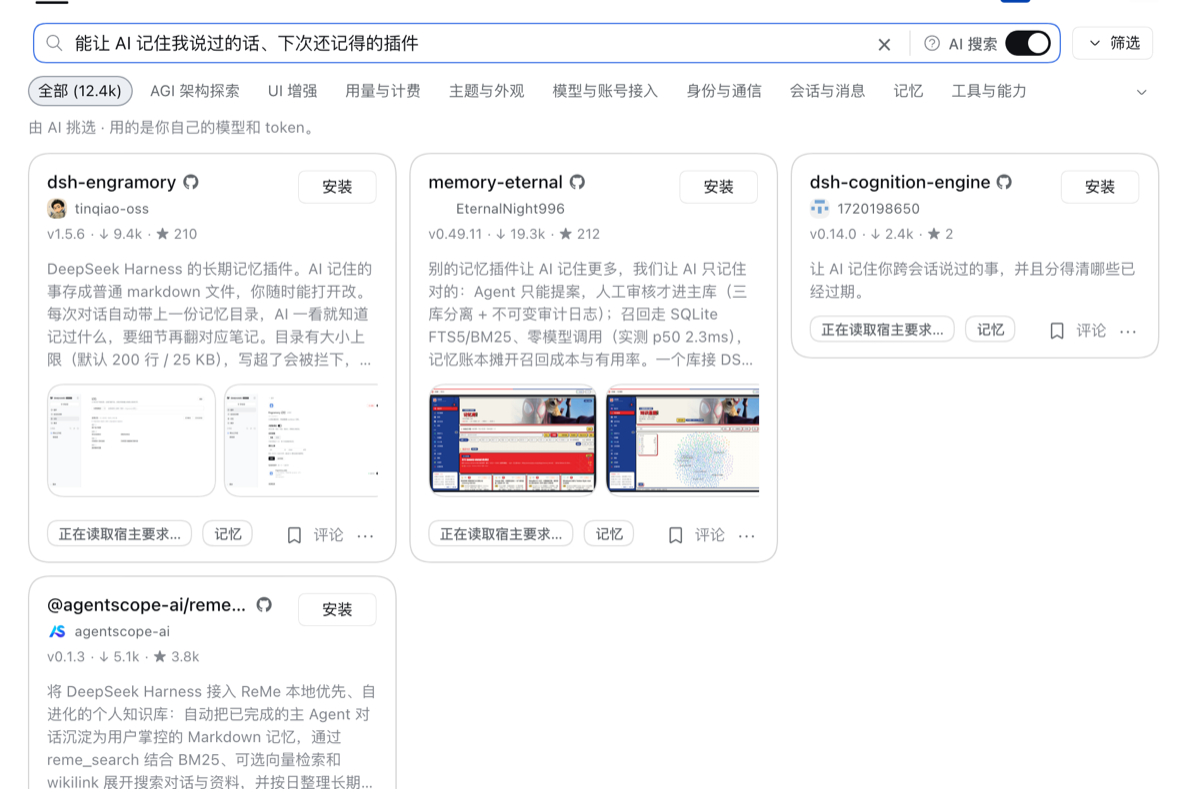 能让 AI 记住我说过的话、下次还记得的插件
AI 搜索
筛选
全部 (12.4k)
AGI 架构探索
UI 增强
用量与计费
主题与外观
模型与账号接入
身份与通信
会话与消息
记忆
工具与能力
由 AI 挑选 · 用的是你自己的模型和 token。
dsh-engramory
安装
tinqiao-oss
v1.5.6 · ↓ 9.4k · ★ 210
DeepSeek Harness 的长期记忆插件。AI 记住的
事存成普通 markdown 文件，你随时能打开改。
每次对话自动带上一份记忆目录，AI 一看就知道
记过什么，要细节再翻对应笔记。目录有大小上
限（默认 200 行 / 25 KB），写超了会被拦下，...
正在读取宿主要求...
记忆
评论
memory-eternal
安装
EternalNight996
v0.49.11 · ↓ 19.3k · ★ 212
别的记忆插件让 AI 记住更多，我们让 AI 只记住
对的：Agent 只能提案，人工审核才进主库（三
库分离 + 不可变审计日志）；召回走 SQLite
FTS5/BM25、零模型调用（实测 p50 2.3ms），
记忆账本摊开召回成本与有用率。一个库接 DS...
正在读取宿主要求...
记忆
评论
dsh-cognition-engine
安装
1720198650
v0.14.0 · ↓ 2.4k · ★ 2
让 AI 记住你跨会话说过的事，并且分得清哪些已
经过期。
正在读取宿主要求...
记忆
评论
@agentscope-ai/reme...
安装
agentscope-ai
v0.1.3 · ↓ 5.1k · ★ 3.8k
将 DeepSeek Harness 接入 ReMe 本地优先、自
进化的个人知识库：自动把已完成的主 Agent 对
话沉淀为用户掌控的 Markdown 记忆，通过
reme_search 结合 BM25、可选向量检索和
wikilink 展开搜索对话与资料，并按日整理长期...